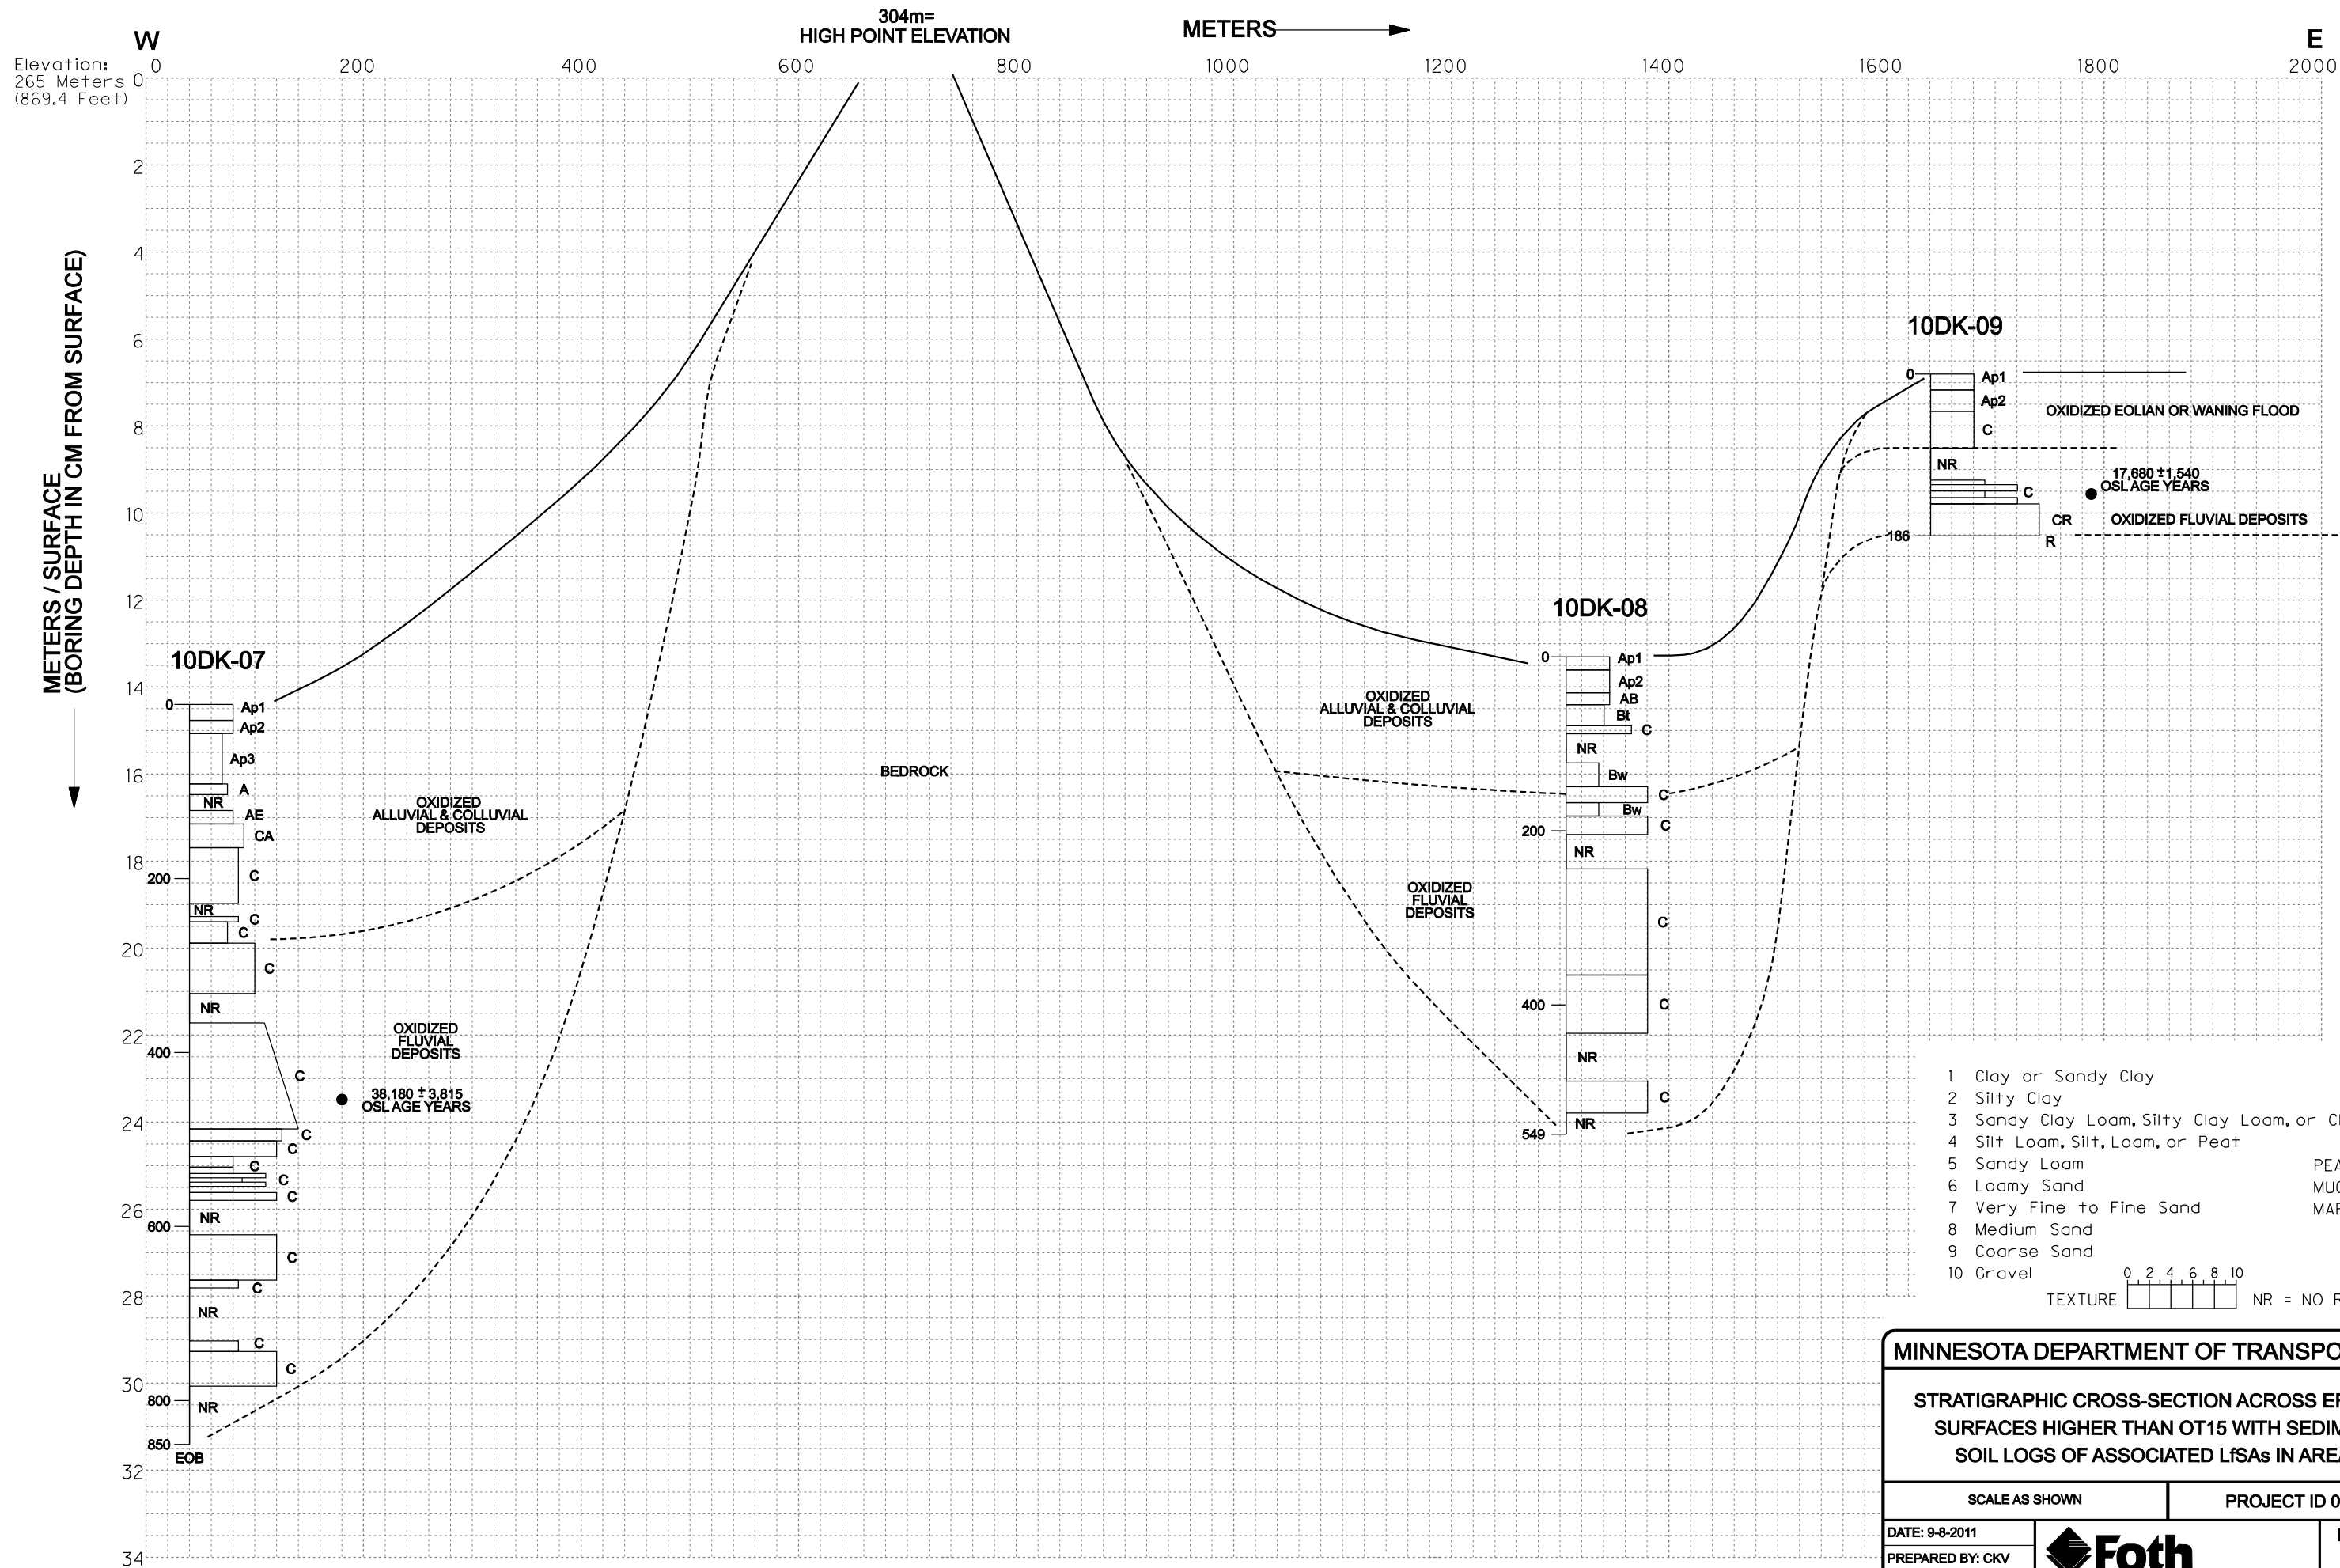 304m=
HIGH POINT ELEVATION
METERS
W
E
Elevation:
265 Meters
(869.4 Feet)
0 200 400 600 800 1000 1200 1400 1600 1800 2000
0
2
4
6
8
10
12
14
16
18
20
22
24
26
28
30
32
34
METERS / SURFACE
(BORING DEPTH IN CM FROM SURFACE)
10DK-07
0
Ap1
Ap2
Ap3
A
NR
AE
CA
C
200
NR
C
C
C
NR
400
C
C
C
C
C
C
NR
600
C
C
NR
C
C
800
NR
850
EOB
OXIDIZED
ALLUVIAL & COLLUVIAL
DEPOSITS
OXIDIZED
FLUVIAL
DEPOSITS
38,180 ± 3,815
OSL AGE YEARS
BEDROCK
OXIDIZED
ALLUVIAL & COLLUVIAL
DEPOSITS
OXIDIZED
FLUVIAL
DEPOSITS
10DK-08
0
Ap1
Ap2
AB
Bt
C
NR
Bw
C
Bw
200
C
NR
C
400
C
NR
C
NR
549
10DK-09
0
Ap1
Ap2
C
NR
C
CR
186
R
OXIDIZED EOLIAN OR WANING FLOOD
17,680 ±1,540
OSL AGE YEARS
OXIDIZED FLUVIAL DEPOSITS
1 Clay or Sandy Clay
2 Silty Clay
3 Sandy Clay Loam, Silty Clay Loam, or
4 Silt Loam, Silt, Loam, or Peat
5 Sandy Loam
6 Loamy Sand
7 Very Fine to Fine Sand
8 Medium Sand
9 Coarse Sand
10 Gravel
0 2 4 6 8 10
TEXTURE
NR = NO
MINNESOTA DEPARTMENT OF
STRATIGRAPHIC CROSS-SECTION ACROSS
SURFACES HIGHER THAN OT15 WITH
SOIL LOGS OF ASSOCIATED LfSAs IN
SCALE AS SHOWN
PROJECT ID 0
DATE: 9-8-2011
PREPARED BY: CKV
Foth